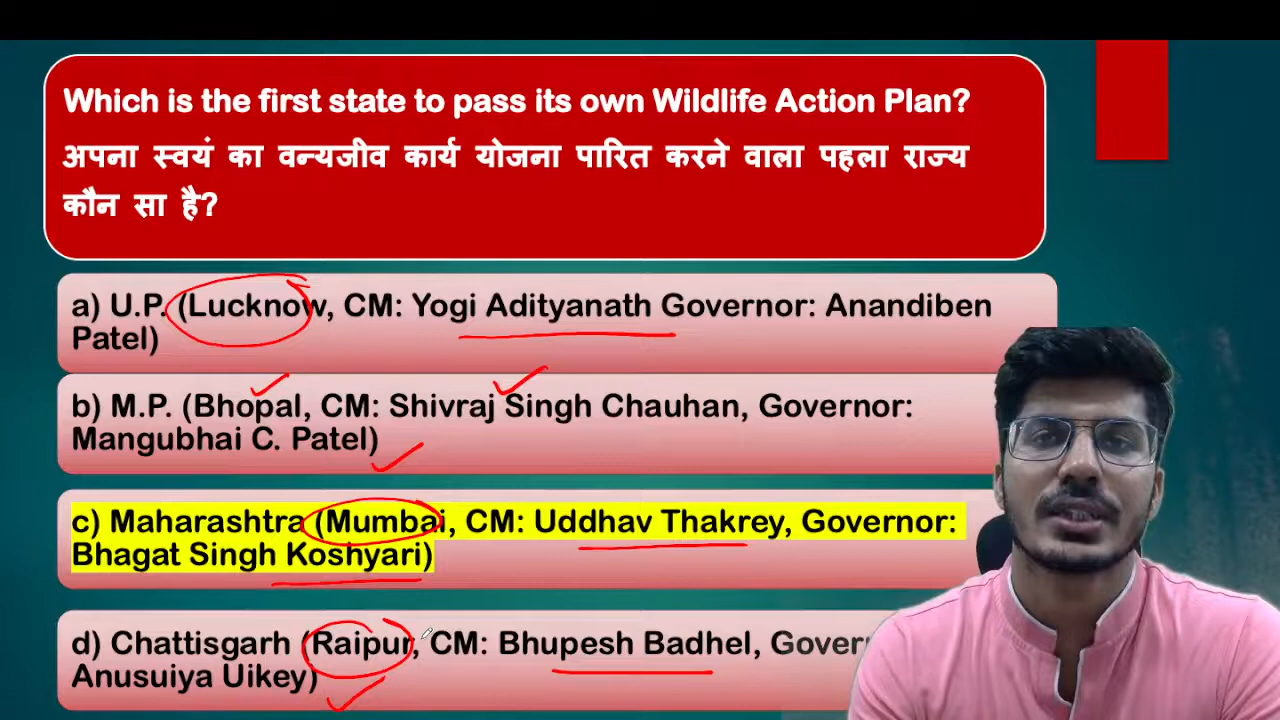 Which is the first state to pass its own Wildlife Action Plan?
अपना स्वयं का वन्यजीव कार्य योजना पारित करने वाला पहला राज्य
कौन सा है?
a) U.P. (Lucknow, CM: Yogi Adityanath Governor: Anandiben
Patel)
b) M.P. (Bhopal, CM: Shivraj Singh Chauhan, Governor:
Mangubhai C. Patel)
c) Maharashtra (Mumbai, CM: Uddhav Thakrey, Governor:
Bhagat Singh Koshyari)
d) Chattisgarh (Raipur, CM: Bhupesh Badhel,
Anusuiya Uikey)